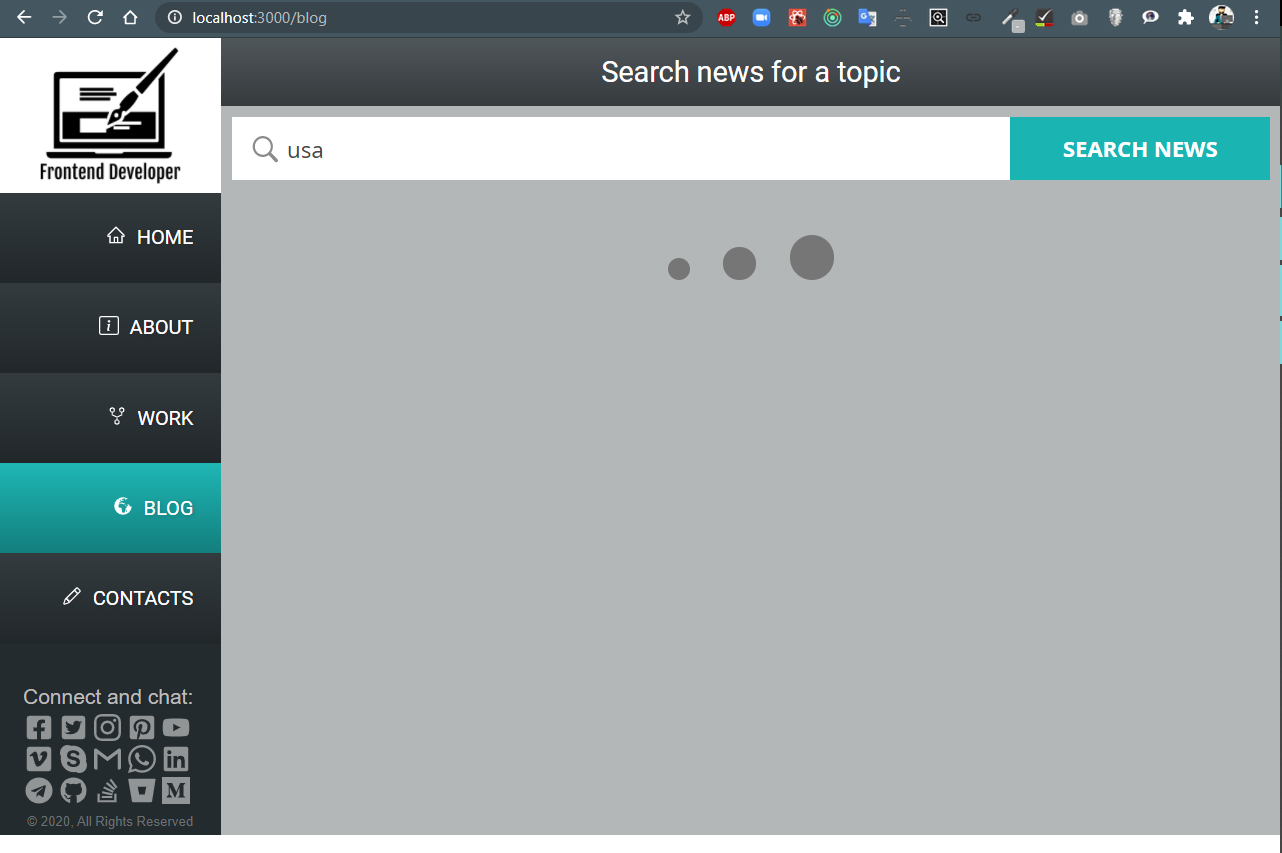 localhost:3000/blog
ABP
Frontend Developer
Search news for a topic
usa
SEARCH NEWS
HOME
ABOUT
WORK
BLOG
CONTACTS
Connect and chat:
© 2020, All Rights Reserved